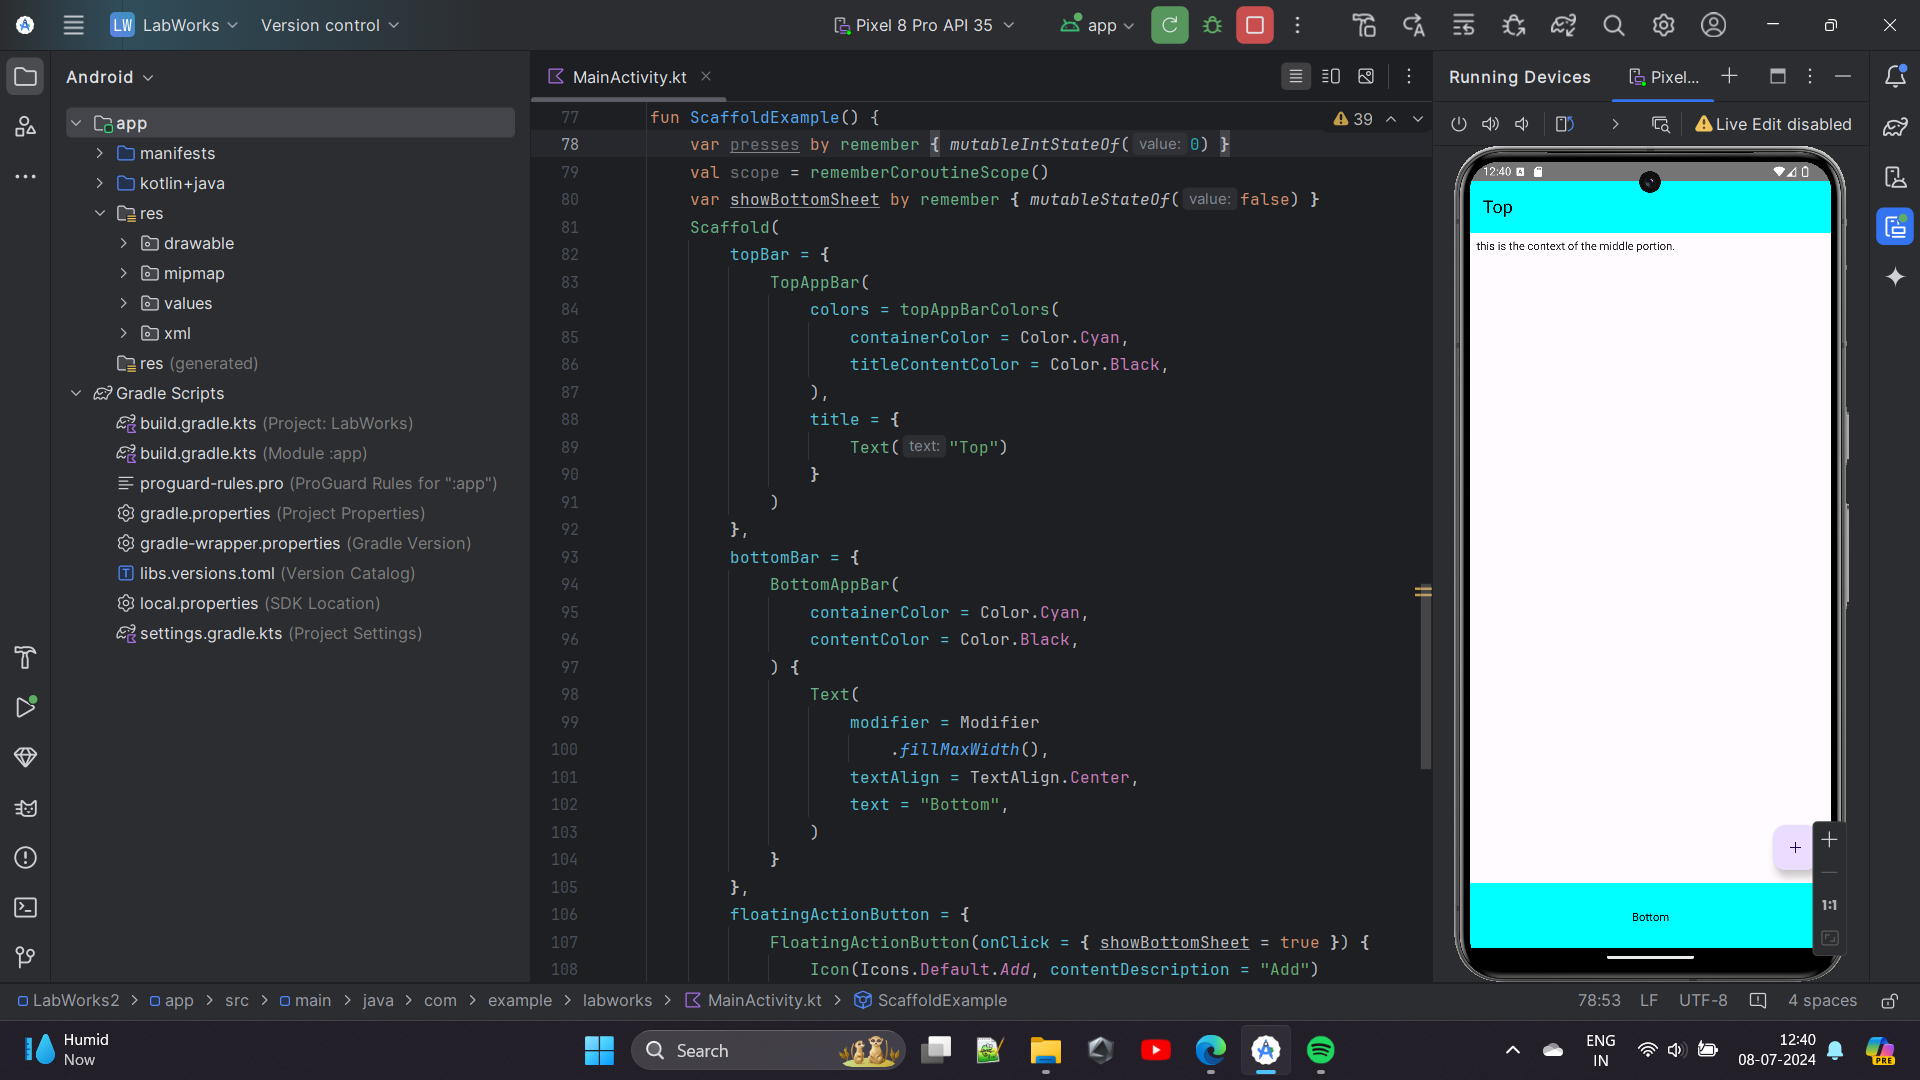 LW LabWorks Version control Pixel 8 Pro API 35 app
Android
app
manifests
kotlin+java
res
drawable
mipmap
values
xml
res (generated)
Gradle Scripts
build.gradle.kts (Project: LabWorks)
build.gradle.kts (Module :app)
proguard-rules.pro (ProGuard Rules for ":app")
gradle.properties (Project Properties)
gradle-wrapper.properties (Gradle Version)
libs.versions.toml (Version Catalog)
local.properties (SDK Location)
settings.gradle.kts (Project Settings)
MainActivity.kt
39
77 fun ScaffoldExample() {
78 var presses by remember { mutableIntStateOf( value: 0) }
79 val scope = rememberCoroutineScope()
80 var showBottomSheet by remember { mutableStateOf( value: false) }
81 Scaffold(
82 topBar = {
83 TopAppBar(
84 colors = topAppBarColors(
85 containerColor = Color.Cyan,
86 titleContentColor = Color.Black,
87 ),
88 title = {
89 Text( text: "Top")
90 }
91 )
92 },
93 bottomBar = {
94 BottomAppBar(
95 containerColor = Color.Cyan,
96 contentColor = Color.Black,
97 ) {
98 Text(
99 modifier = Modifier
100 .fillMaxWidth(),
101 textAlign = TextAlign.Center,
102 text = "Bottom",
103 )
104 }
105 },
106 floatingActionButton = {
107 FloatingActionButton(onClick = { showBottomSheet = true }) {
108 Icon(Icons.Default.Add, contentDescription = "Add")
Running Devices Pixel...
Live Edit disabled
12:40
Top
this is the context of the middle portion.
1:1
Bottom
LabWorks2 > app > src > main > java > com > example > labworks > MainActivity.kt > ScaffoldExample
78:53 LF UTF-8 4 spaces
Humid
Now
Search
ENG
IN
12:40
08-07-2024
PRE